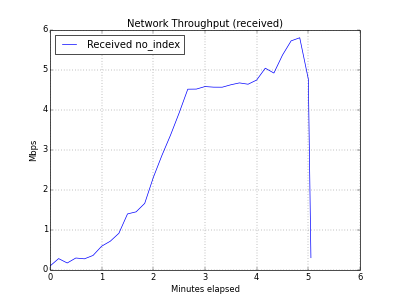 Network Throughput (received)
Received no_index
6
5
4
3
2
1
0
Mbps
0 1 2 3 4 5 6
Minutes elapsed